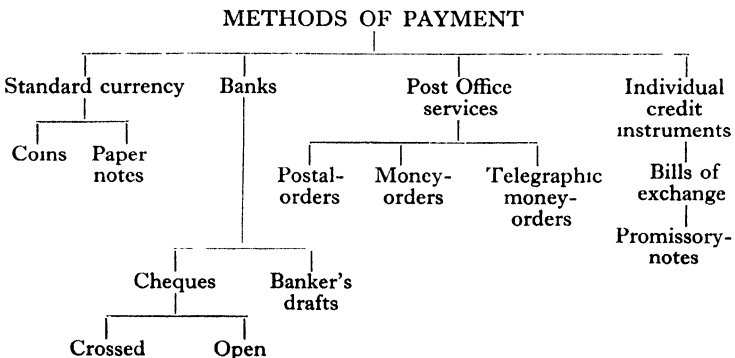 METHODS OF PAYMENT
Standard currency Banks Post Office Individual
services credit
instruments
Coins Paper
notes
Postal- Money- Telegraphic Bills of
orders orders money- exchange
orders
Promissory-
notes
Cheques Banker's
drafts
Crossed Open